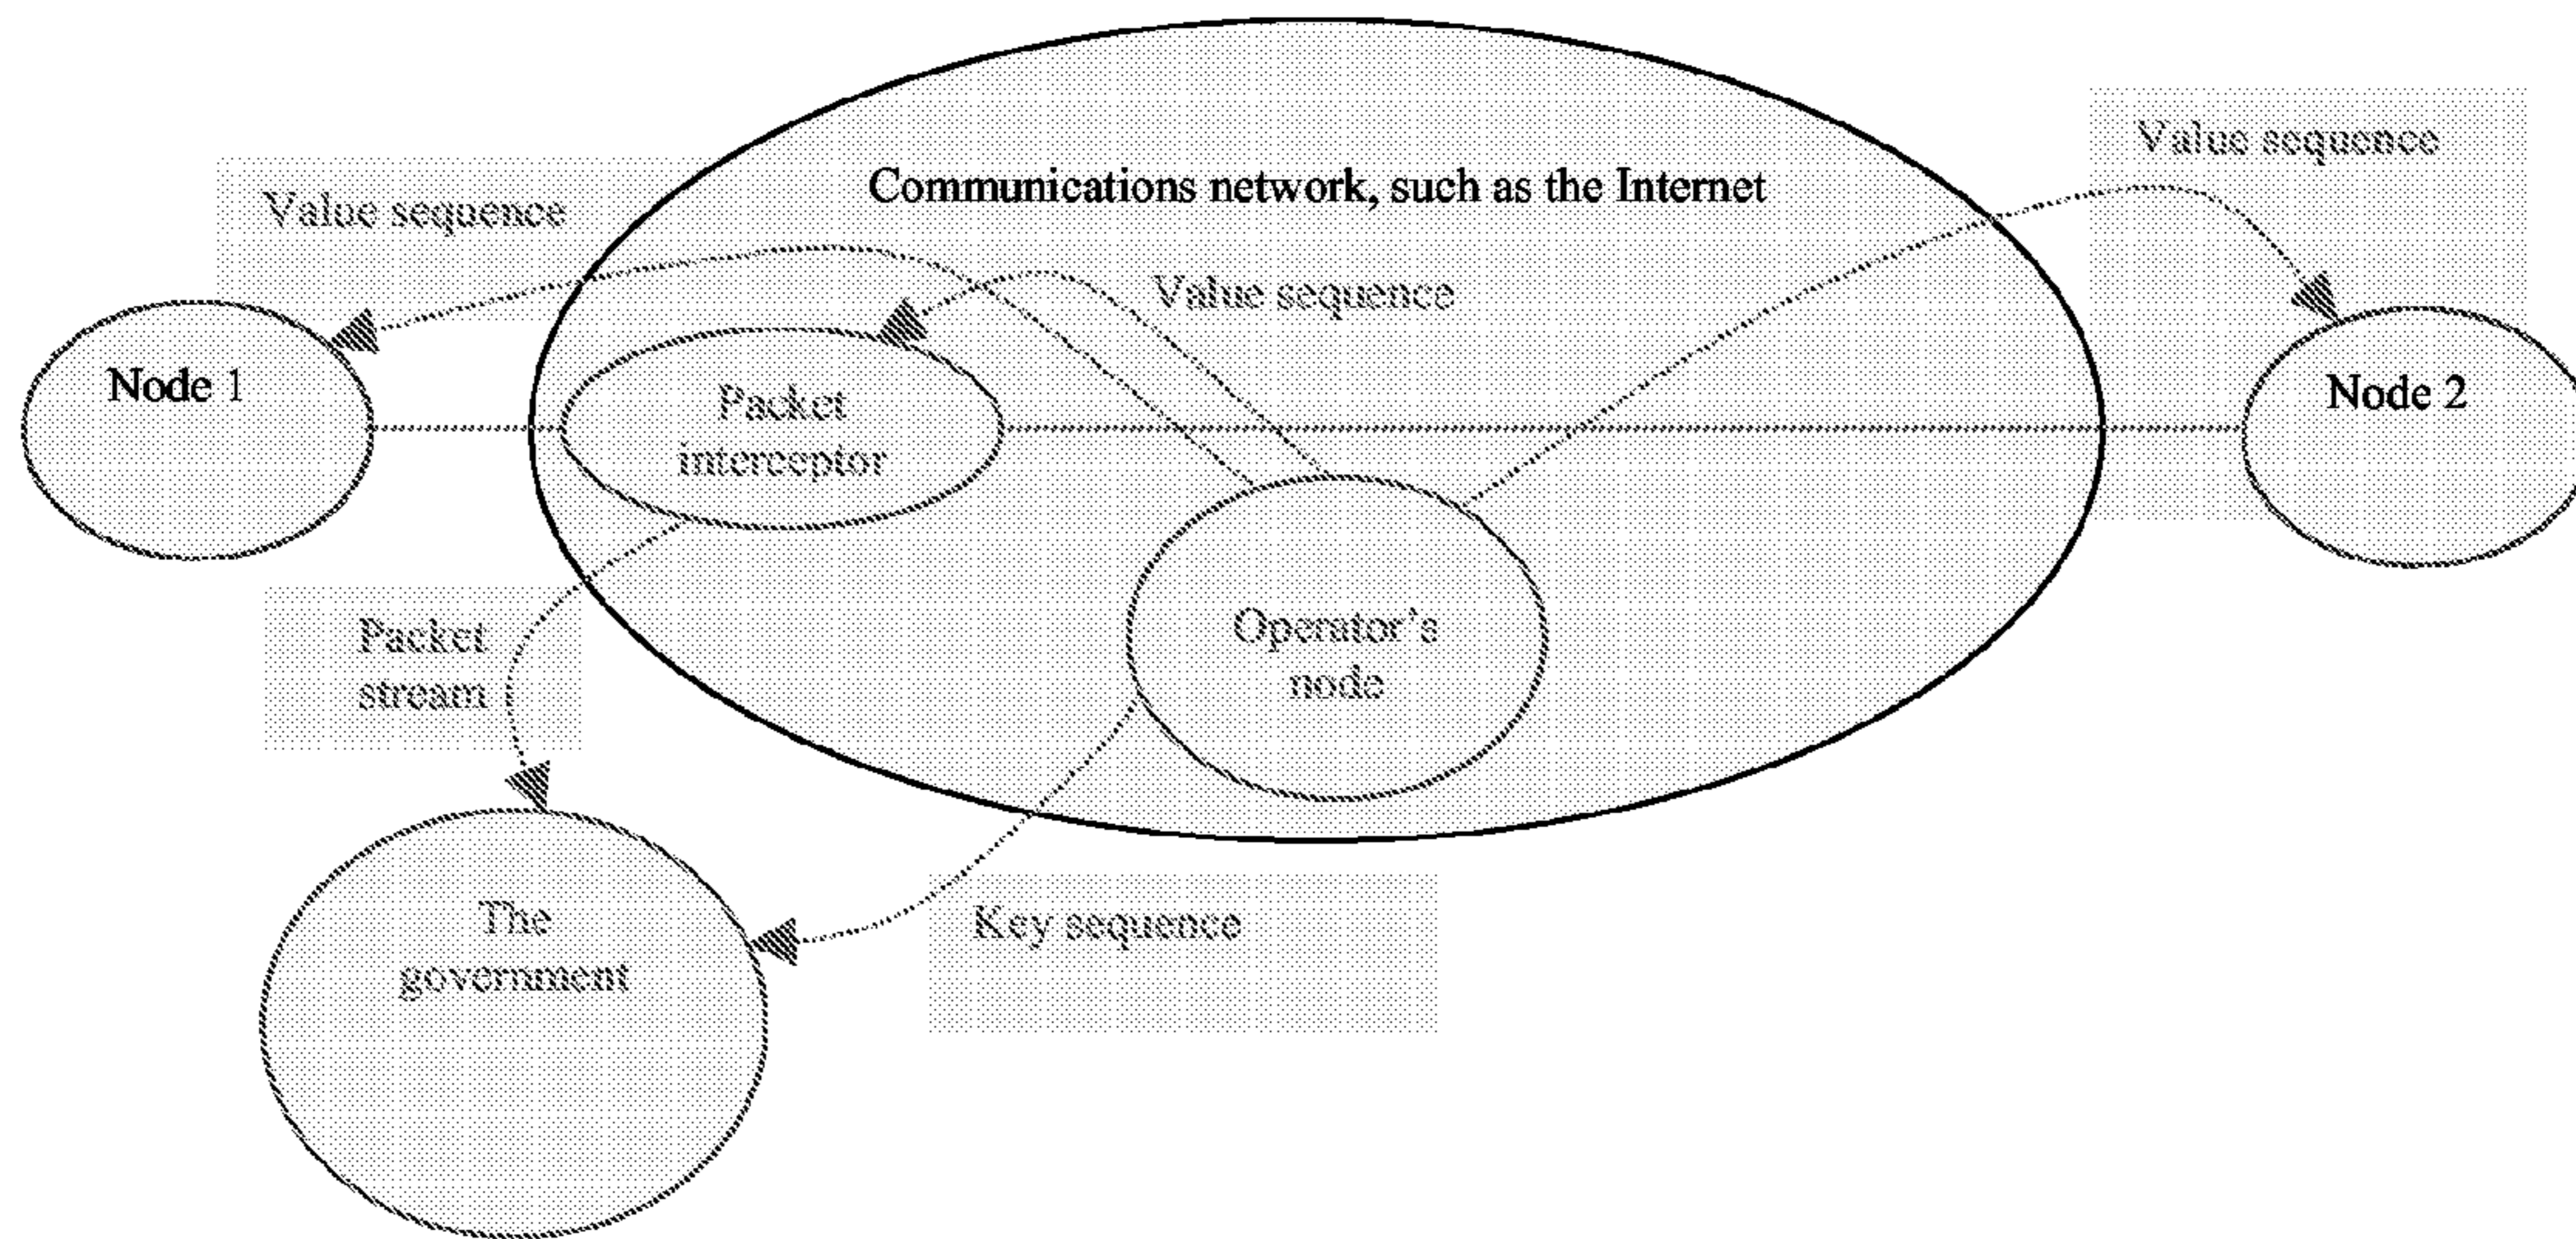 Communications network, such as the Internet
Value sequence
Value sequence
Value sequence
Node 1
Packet
interceptor
Node 2
Packet
stream
Operator's
node
The
government
Key sequence